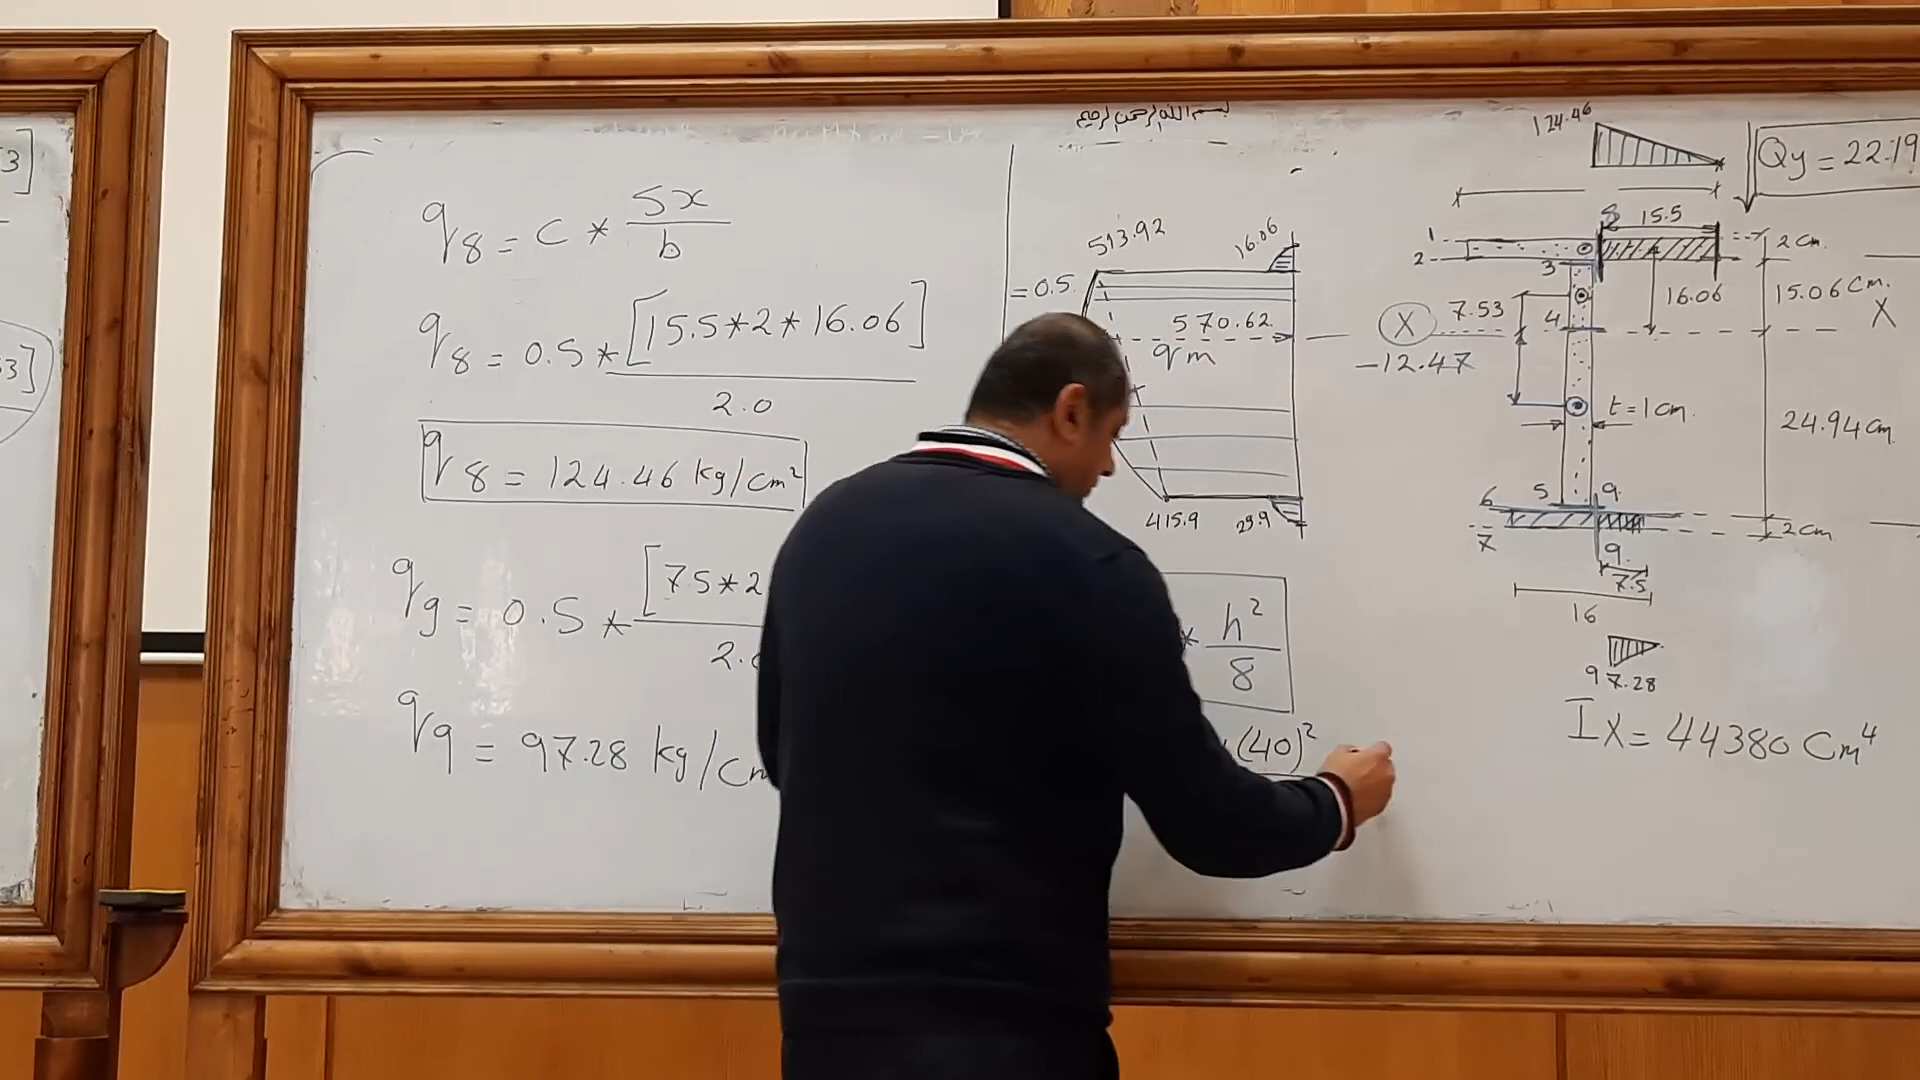 3]
3]
q8 = c * Sx / b
q8 = 0.5 * [15.5*2*16.06] / 2.0
q8 = 124.46 kg/cm²
q9 = 0.5 * [7.5*2
2.0
q9 = 97.28 kg/cm
بسم الله الرحمن الرحيم
= 0.5
513.92
16.06
570.62
qm
415.9
29.9
* h² / 8
(40)²
124.46
Qy = 22.19
8
15.5
1
2
3
2 cm.
7.53
4
16.06
15.06 cm.
X
X
-12.47
t = 1 cm.
24.94 cm
6
5
9
7
2 cm
9
7.5
16
97.28
Ix = 44380 cm⁴